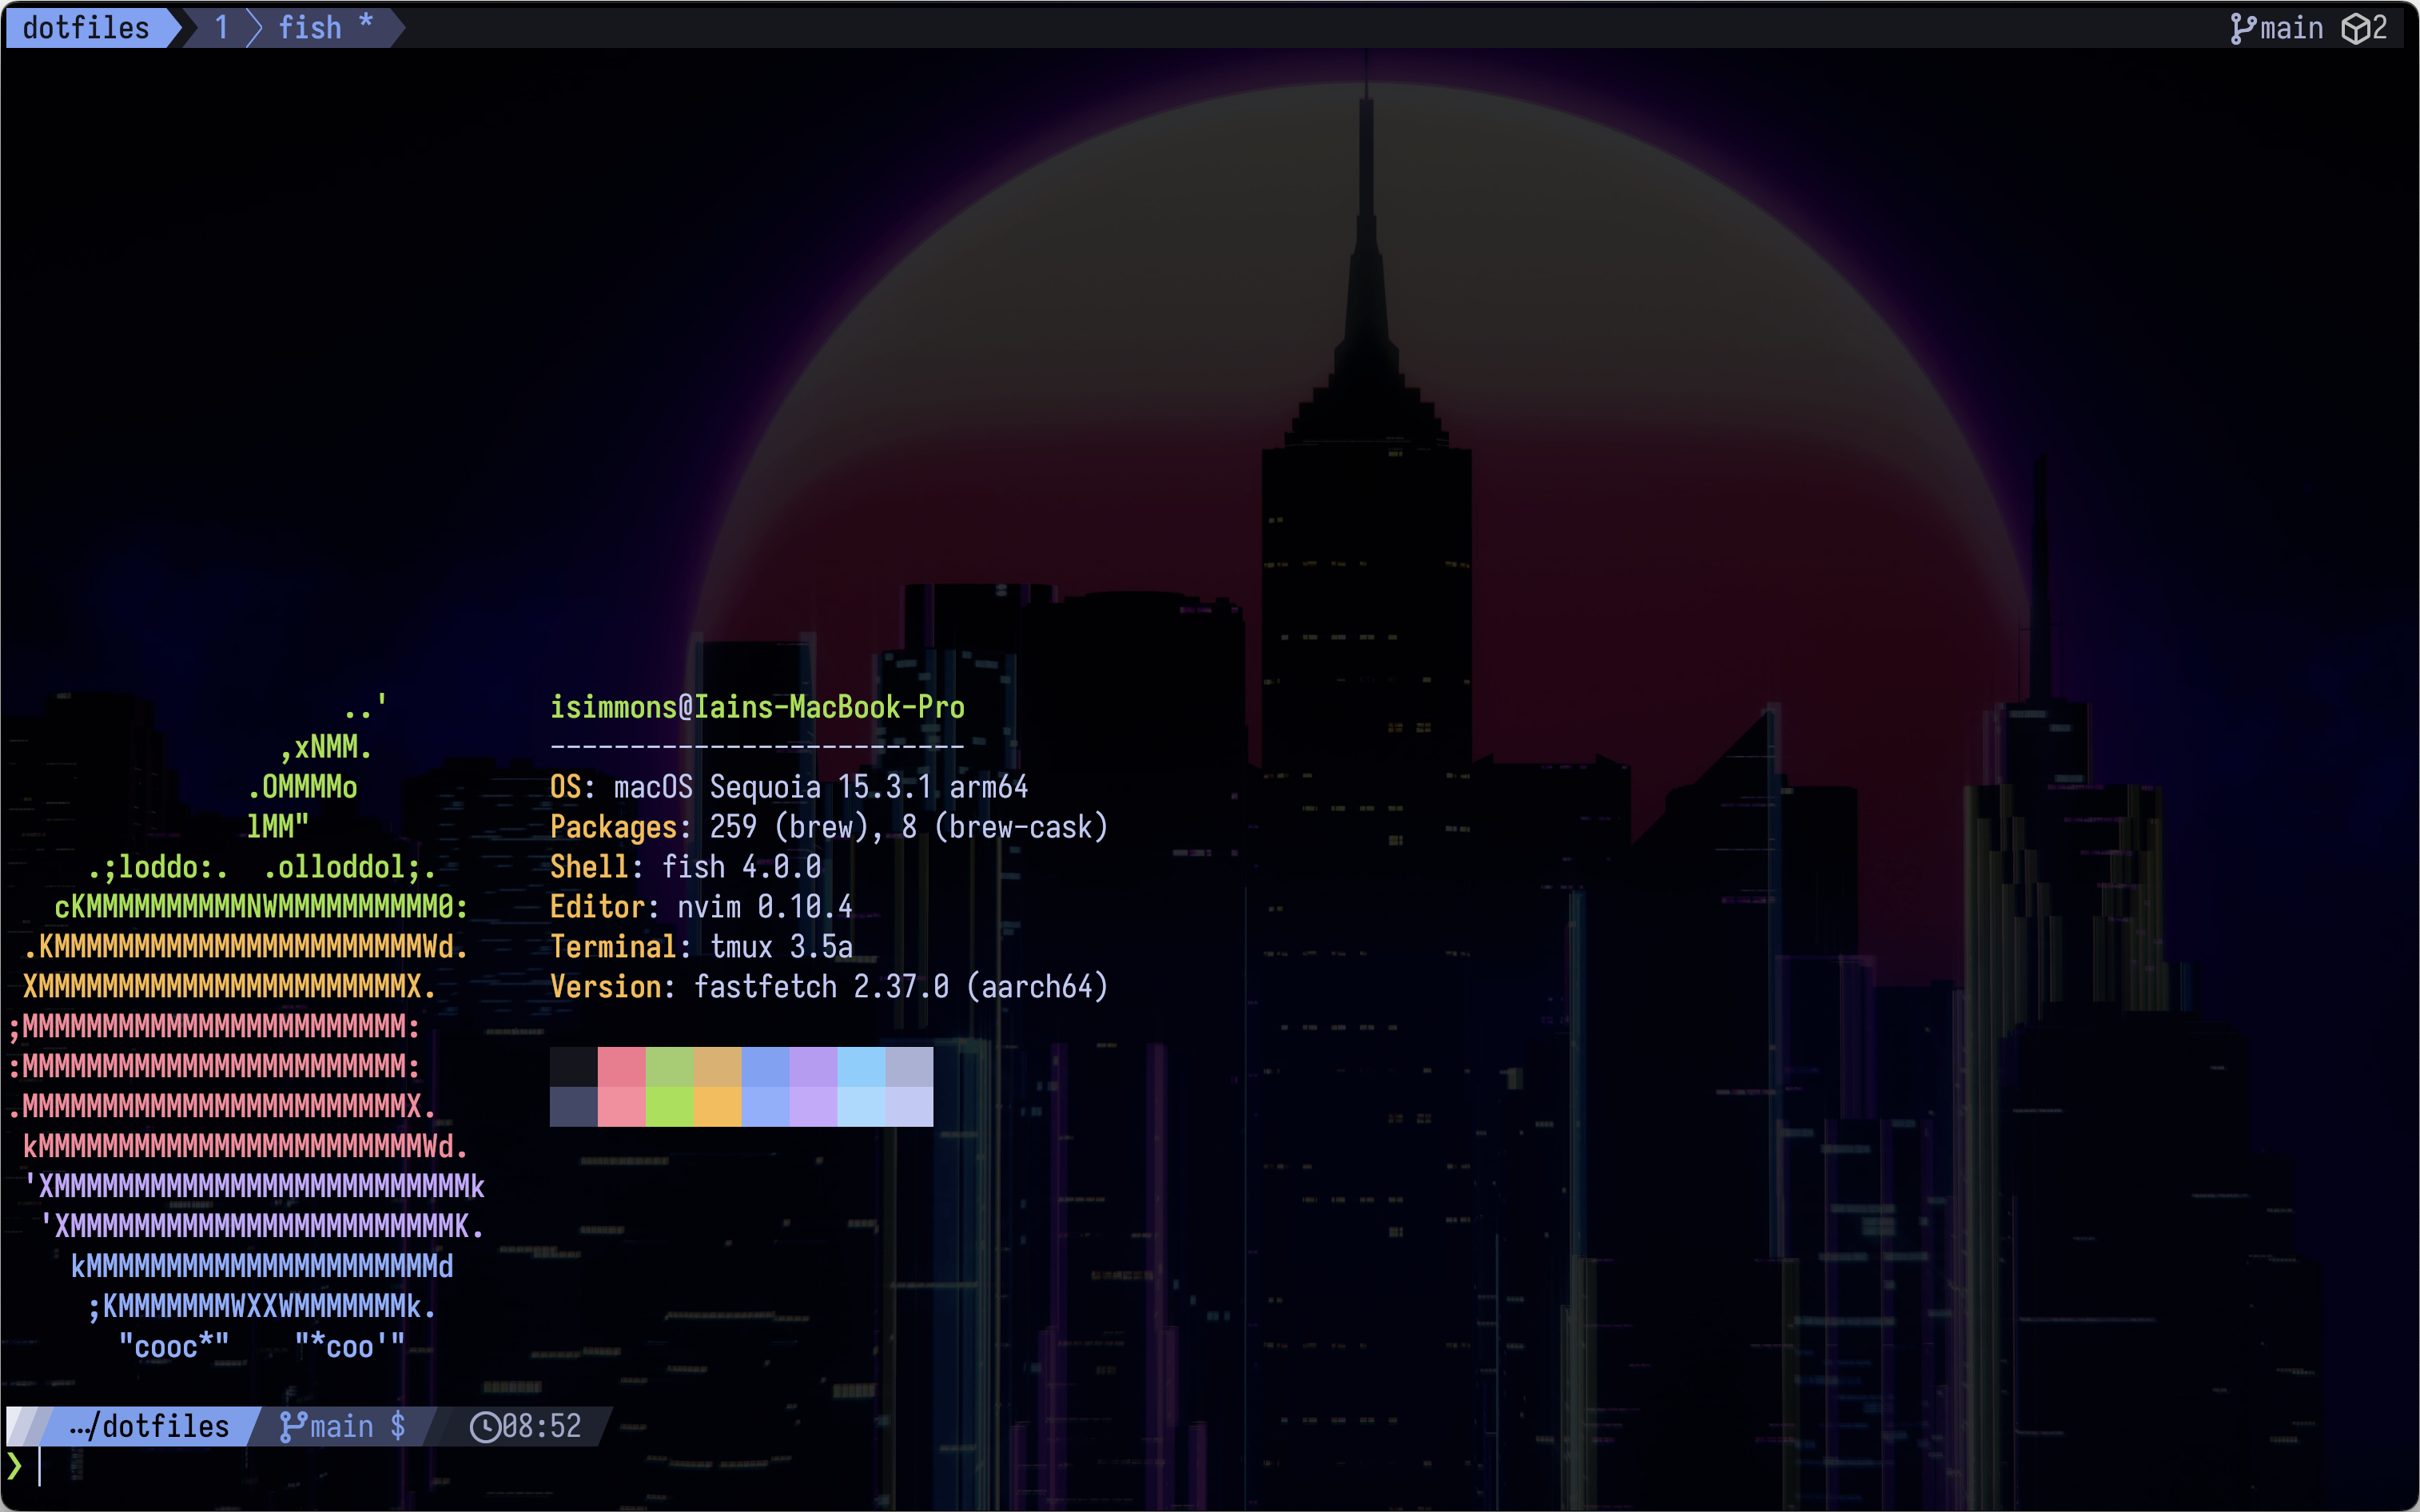 dotfiles 1 fish * main 2
..' isimmons@Iains-MacBook-Pro
,xNMM. --------------------------
.OMMMMo OS: macOS Sequoia 15.3.1 arm64
lMM" Packages: 259 (brew), 8 (brew-cask)
.;loddo:. .olloddol;. Shell: fish 4.0.0
cKMMMMMMMMMMNWMMMMMMMMMM0: Editor: nvim 0.10.4
.KMMMMMMMMMMMMMMMMMMMMMMMWd. Terminal: tmux 3.5a
XMMMMMMMMMMMMMMMMMMMMMMMX. Version: fastfetch 2.37.0 (aarch64)
;MMMMMMMMMMMMMMMMMMMMMMMM:
:MMMMMMMMMMMMMMMMMMMMMMMM:
.MMMMMMMMMMMMMMMMMMMMMMMMX.
kMMMMMMMMMMMMMMMMMMMMMMMMWd.
'XMMMMMMMMMMMMMMMMMMMMMMMMMMk
'XMMMMMMMMMMMMMMMMMMMMMMMMK.
kMMMMMMMMMMMMMMMMMMMMMMd
;KMMMMMMMWXXWMMMMMMMk.
"cooc*" "*coo'"
…/dotfiles main $ 08:52
❯